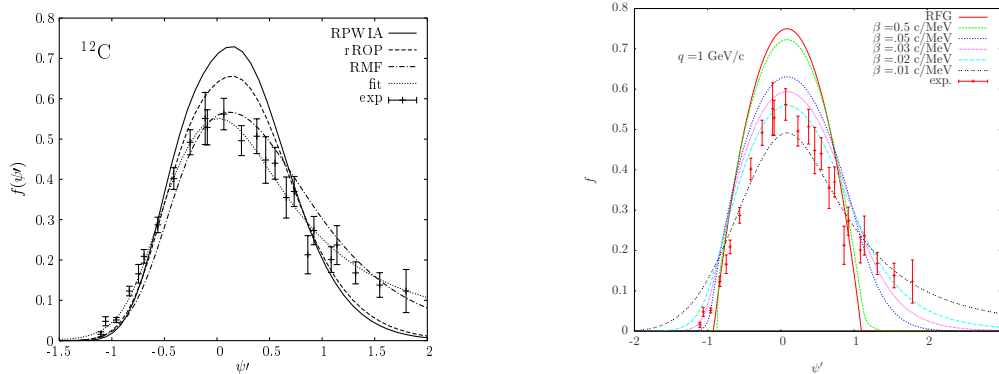 0.8
0.7
0.6
0.5
0.4
0.3
0.2
0.1
0
f(ψ′)
¹²C
RPWIA
rROP
RMF
fit
exp
-1.5
-1
-0.5
0
0.5
1
1.5
2
ψ′
0.8
0.7
0.6
0.5
0.4
0.3
0.2
0.1
0
f
q =1 GeV/c
RFG
β =0.5 c/MeV
β =.05 c/MeV
β =.03 c/MeV
β =.02 c/MeV
β =.01 c/MeV
exp.
-2
-1
0
1
2
ψ′